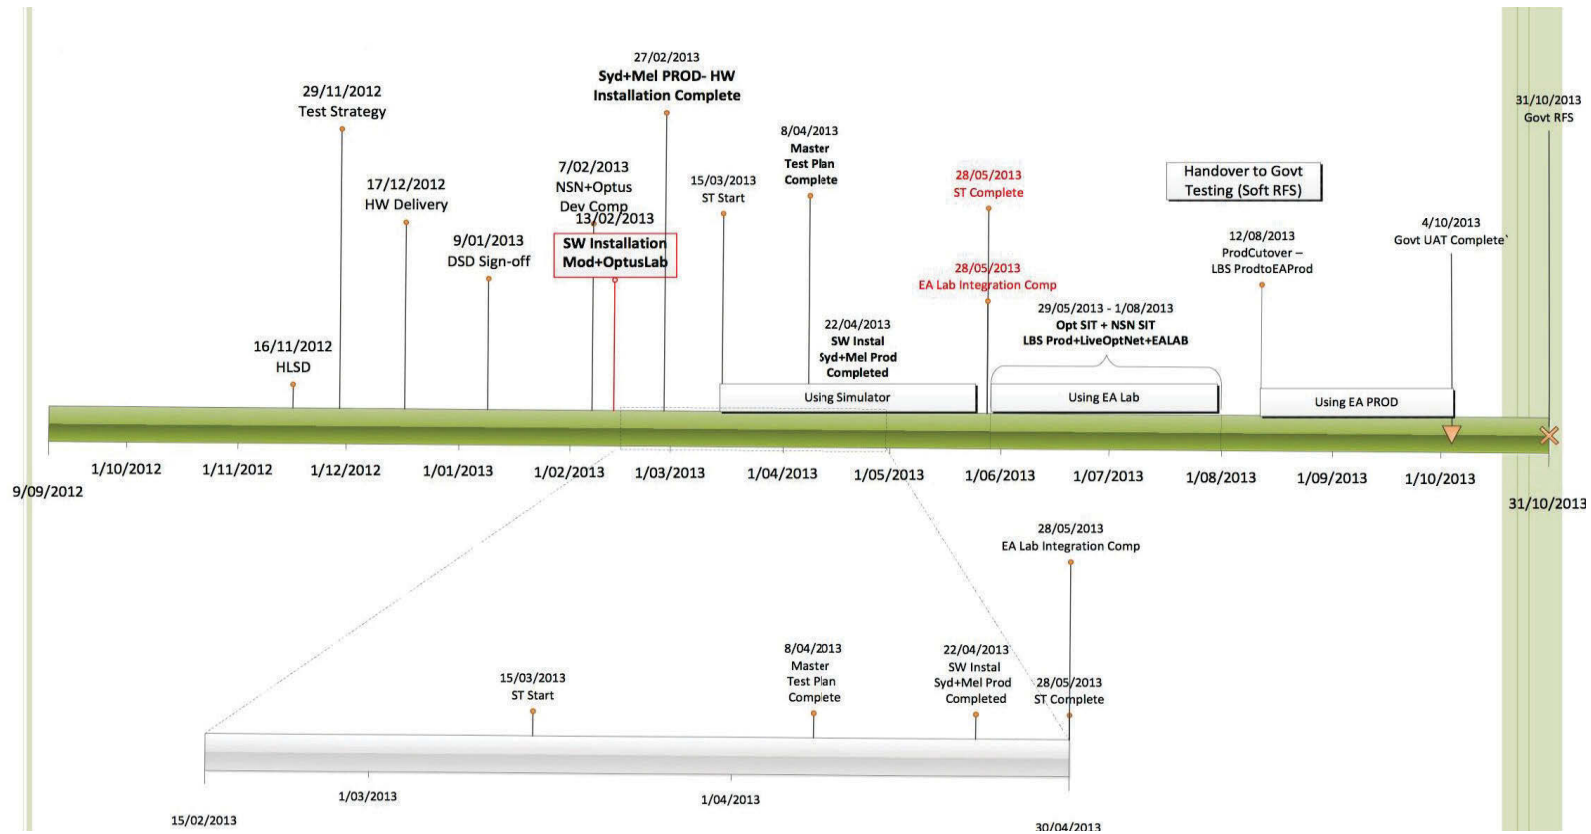 27/02/2013
Syd+Mel PROD- HW
Installation Complete
29/11/2012
Test Strategy
31/10/2013
Govt RFS
8/04/2013
Master
Test Plan
Complete
7/02/2013
NSN+Optus
Dev Comp
17/12/2012
HW Delivery
15/03/2013
ST Start
28/05/2013
ST Complete
Handover to Govt
Testing (Soft RFS)
13/02/2013
SW Installation
Mod+OptusLab
9/01/2013
DSD Sign-off
4/10/2013
Govt UAT Complete`
12/08/2013
ProdCutover –
LBS ProdtoEAProd
28/05/2013
EA Lab Integration Comp
29/05/2013 - 1/08/2013
Opt SIT + NSN SIT
LBS Prod+LiveOptNet+EALAB
22/04/2013
SW Instal
Syd+Mel Prod
Completed
16/11/2012
HLSD
Using Simulator
Using EA Lab
Using EA PROD
9/09/2012
1/10/2012
1/11/2012
1/12/2012
1/01/2013
1/02/2013
1/03/2013
1/04/2013
1/05/2013
1/06/2013
1/07/2013
1/08/2013
1/09/2013
1/10/2013
31/10/2013
28/05/2013
EA Lab Integration Comp
15/03/2013
ST Start
8/04/2013
Master
Test Plan
Complete
22/04/2013
SW Instal
Syd+Mel Prod
Completed
28/05/2013
ST Complete
15/02/2013
1/03/2013
1/04/2013
30/04/2013